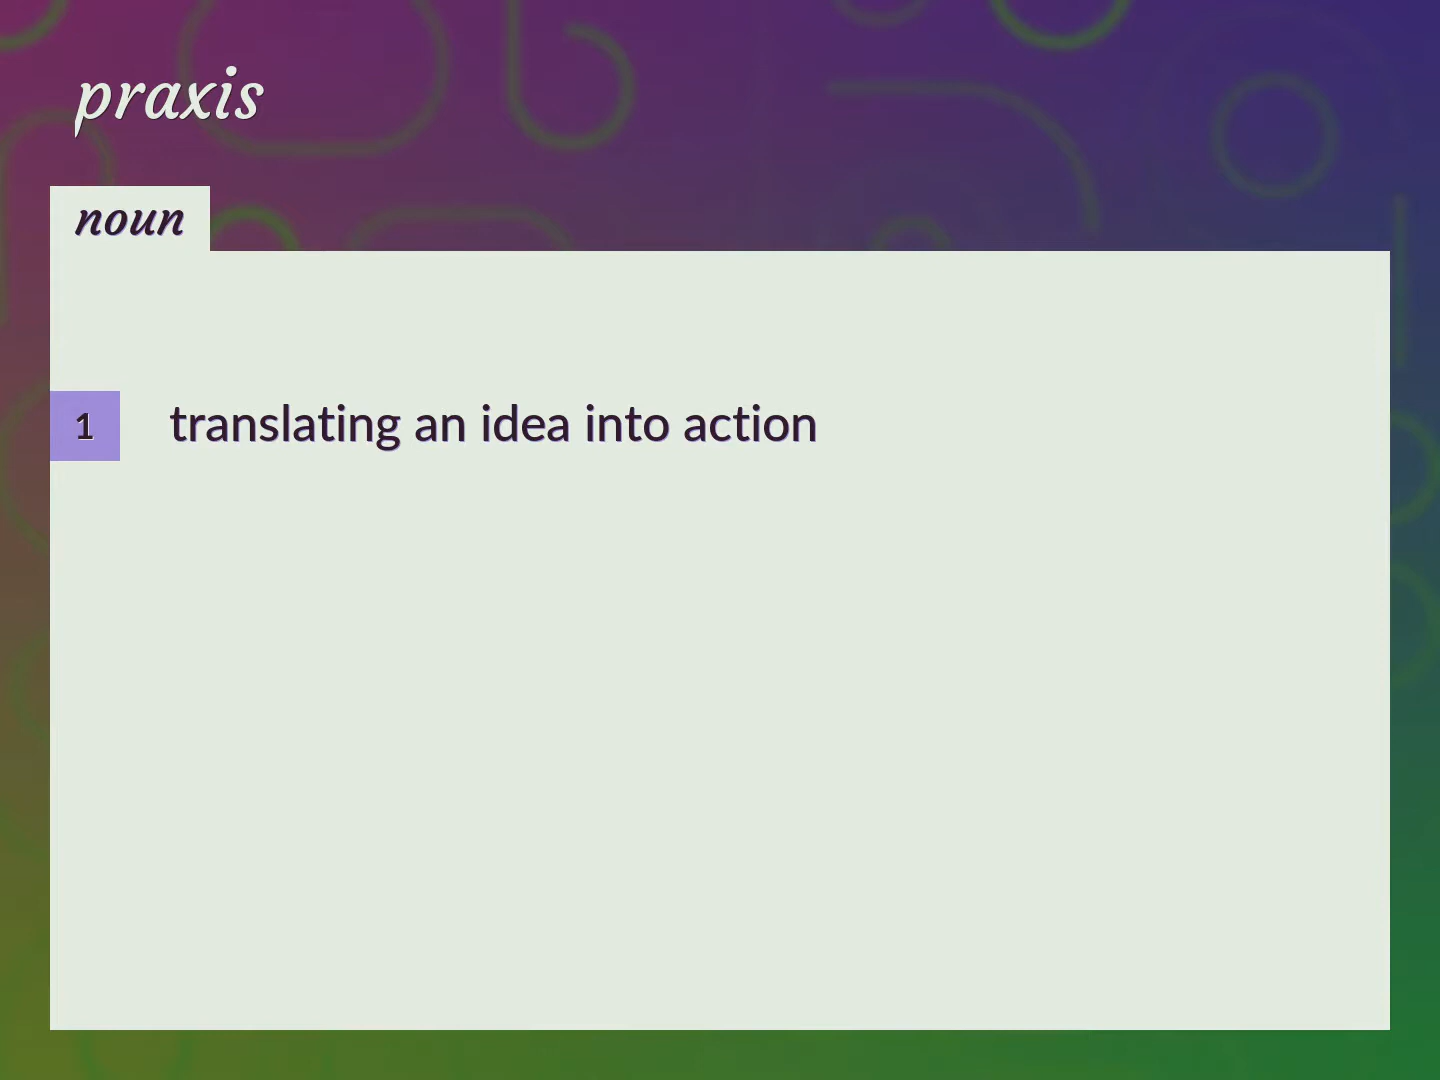 praxis
noun
1 translating an idea into action